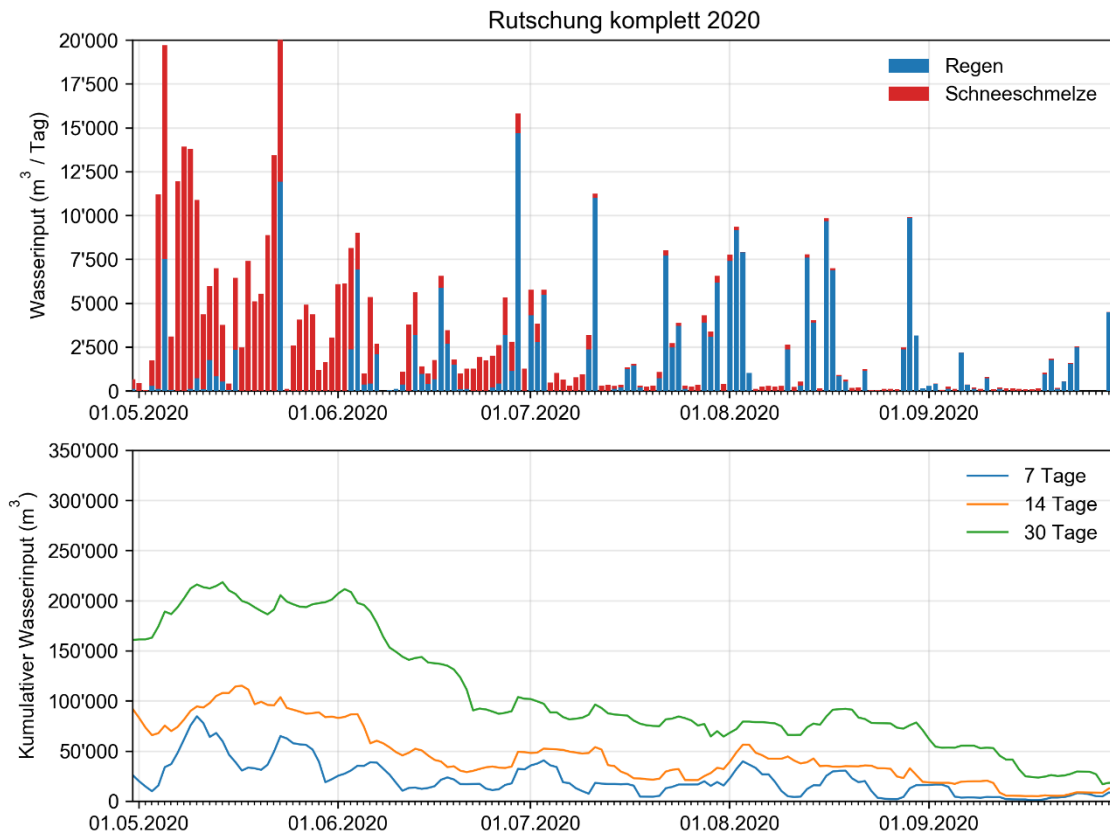 Rutschung komplett 2020
Wasserinput (m³ / Tag)
20'000
17'500
15'000
12'500
10'000
7'500
5'000
2'500
0
Regen
Schneeschmelze
01.05.2020 01.06.2020 01.07.2020 01.08.2020 01.09.2020
Kumulativer Wasserinput (m³)
350'000
300'000
250'000
200'000
150'000
100'000
50'000
0
7 Tage
14 Tage
30 Tage
01.05.2020 01.06.2020 01.07.2020 01.08.2020 01.09.2020